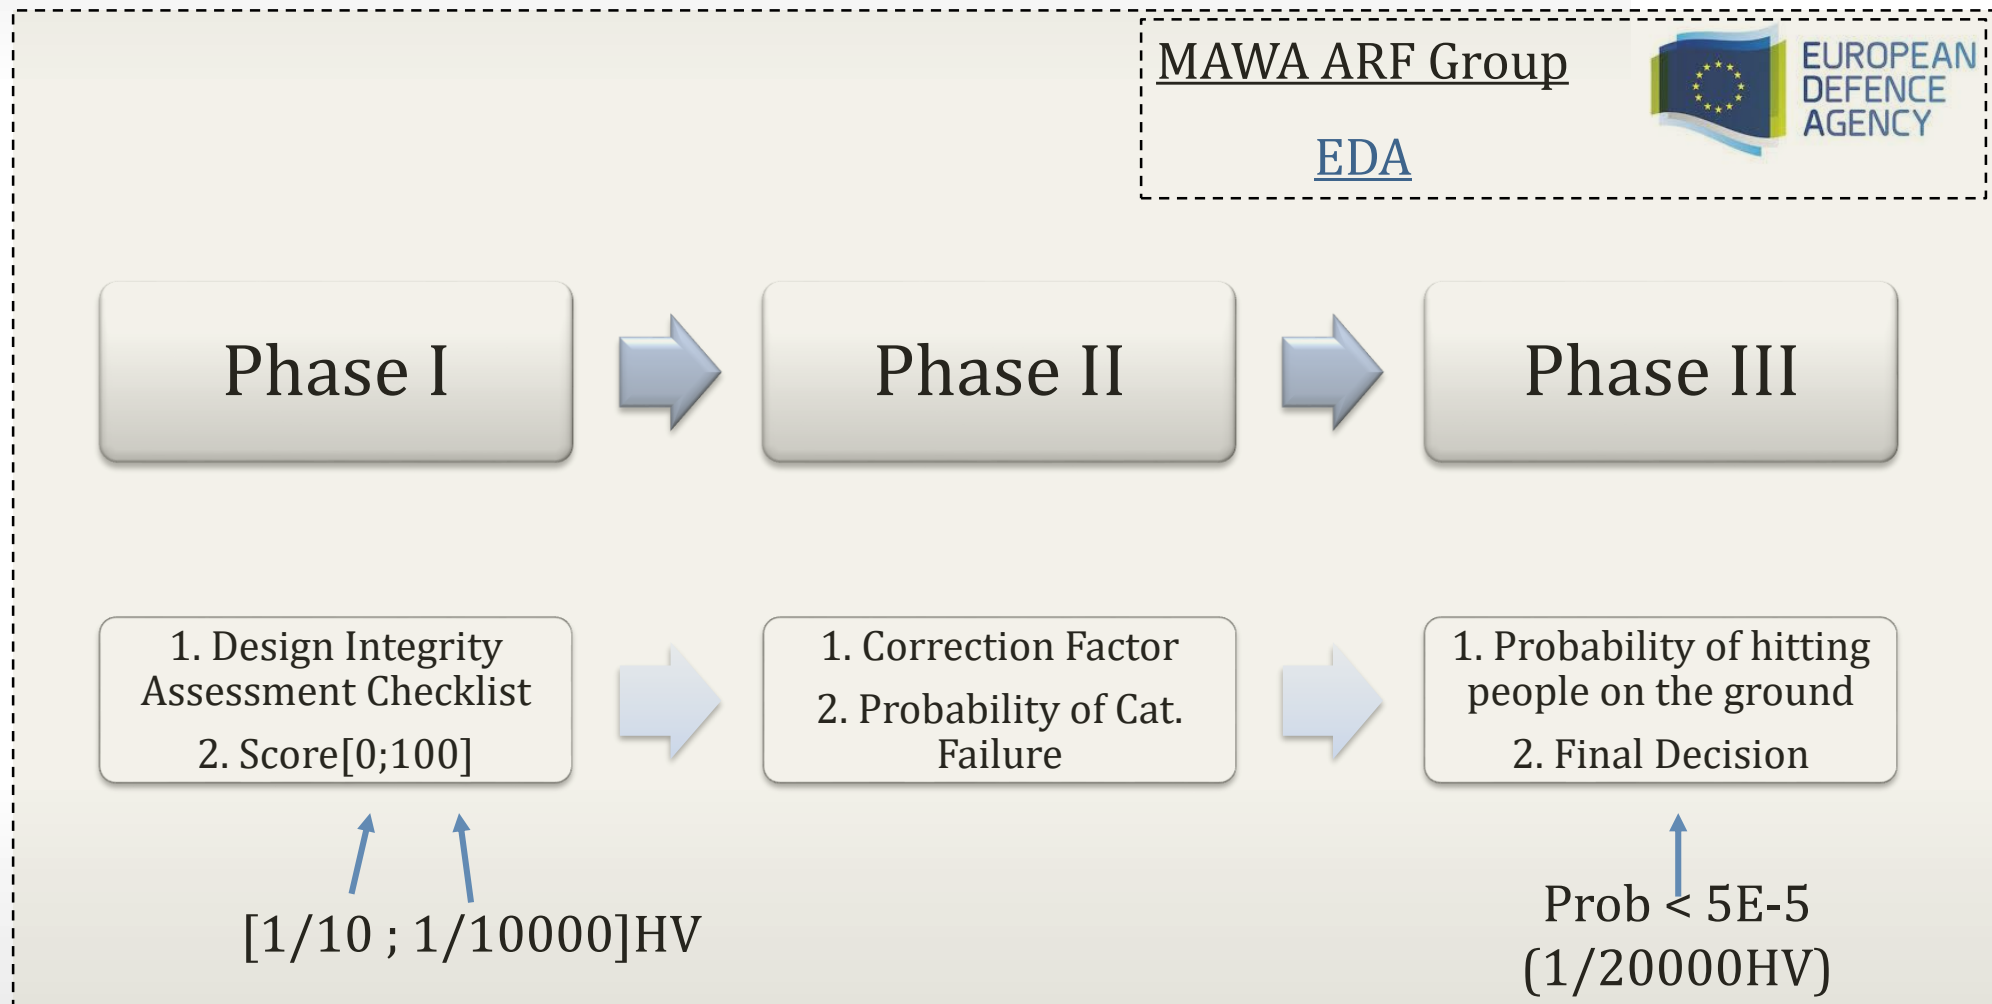 MAWA ARF Group
EDA
EUROPEAN
DEFENCE
AGENCY
Phase I
Phase II
Phase III
1. Design Integrity
Assessment Checklist
2. Score[0;100]
1. Correction Factor
2. Probability of Cat.
Failure
1. Probability of hitting
people on the ground
2. Final Decision
[1/10 ; 1/10000]HV
Prob < 5E-5
(1/20000HV)